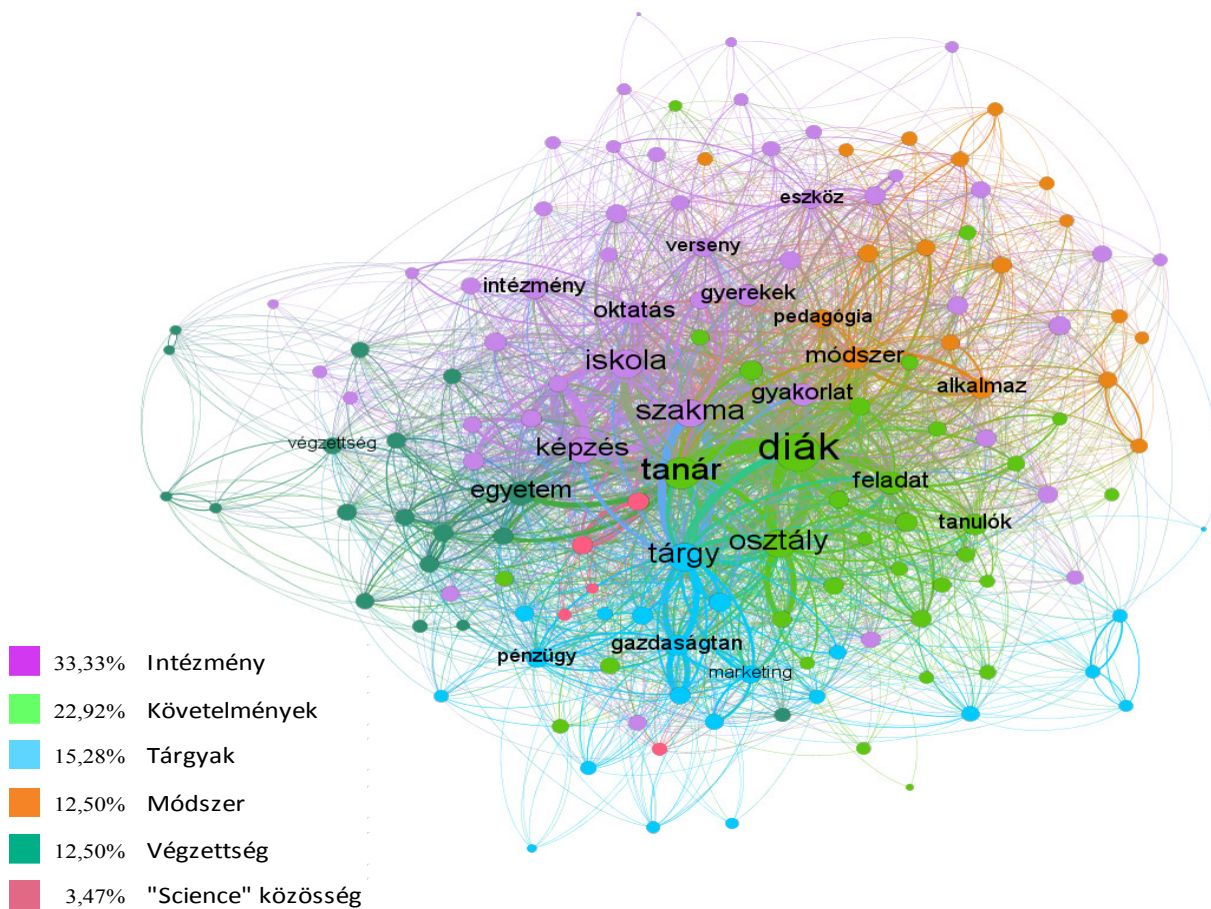 eszköz
verseny
intézmény
gyerekek
oktatás
pedagógia
iskola
módszer
alkalmaz
gyakorlat
szakma
végzettség
képzés
diák
tanár
feladat
egyetem
tanulók
osztály
tárgy
gazdaságtan
pénzügy
marketing
33,33% Intézmény
22,92% Követelmények
15,28% Tárgyak
12,50% Módszer
12,50% Végzettség
3,47% "Science" közösség